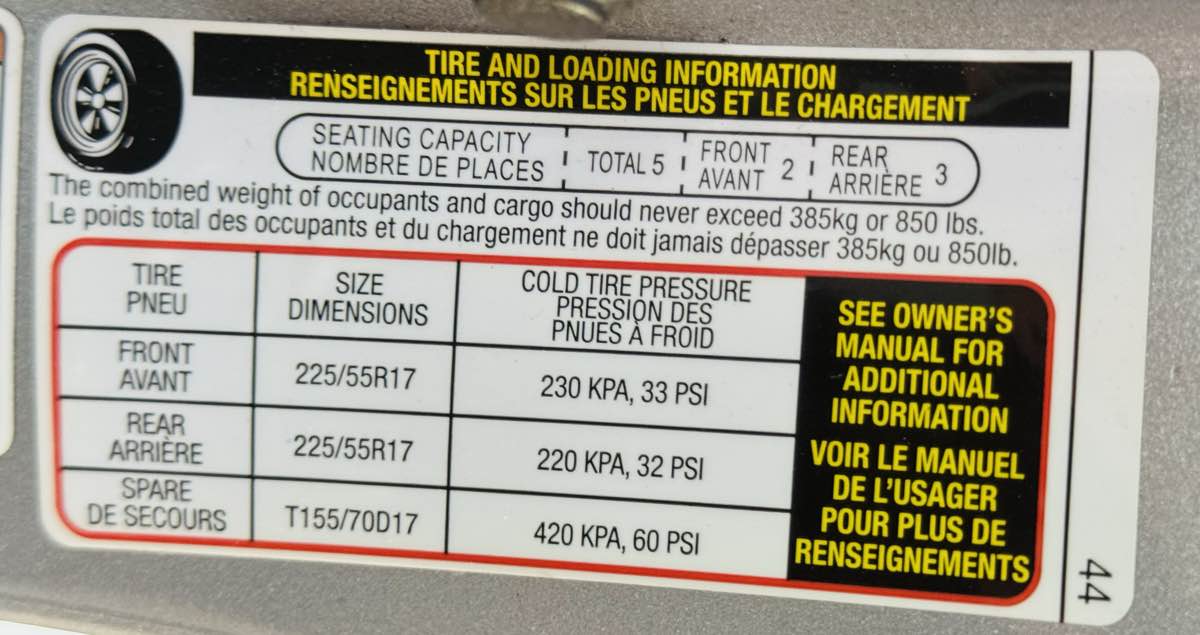 TIRE AND LOADING INFORMATION
RENSEIGNEMENTS SUR LES PNEUS ET LE CHARGEMENT
SEATING CAPACITY
NOMBRE DE PLACES
TOTAL 5
FRONT
AVANT 2
REAR
ARRIÈRE 3
The combined weight of occupants and cargo should never exceed 385kg or 850 lbs.
Le poids total des occupants et du chargement ne doit jamais dépasser 385kg ou 850lb.
TIRE
PNEU
SIZE
DIMENSIONS
COLD TIRE PRESSURE
PRESSION DES
PNUES À FROID
FRONT
AVANT
225/55R17
230 KPA, 33 PSI
REAR
ARRIÈRE
225/55R17
220 KPA, 32 PSI
SPARE
DE SECOURS
T155/70D17
420 KPA, 60 PSI
SEE OWNER'S
MANUAL FOR
ADDITIONAL
INFORMATION
VOIR LE MANUEL
DE L'USAGER
POUR PLUS DE
RENSEIGNEMENTS
44